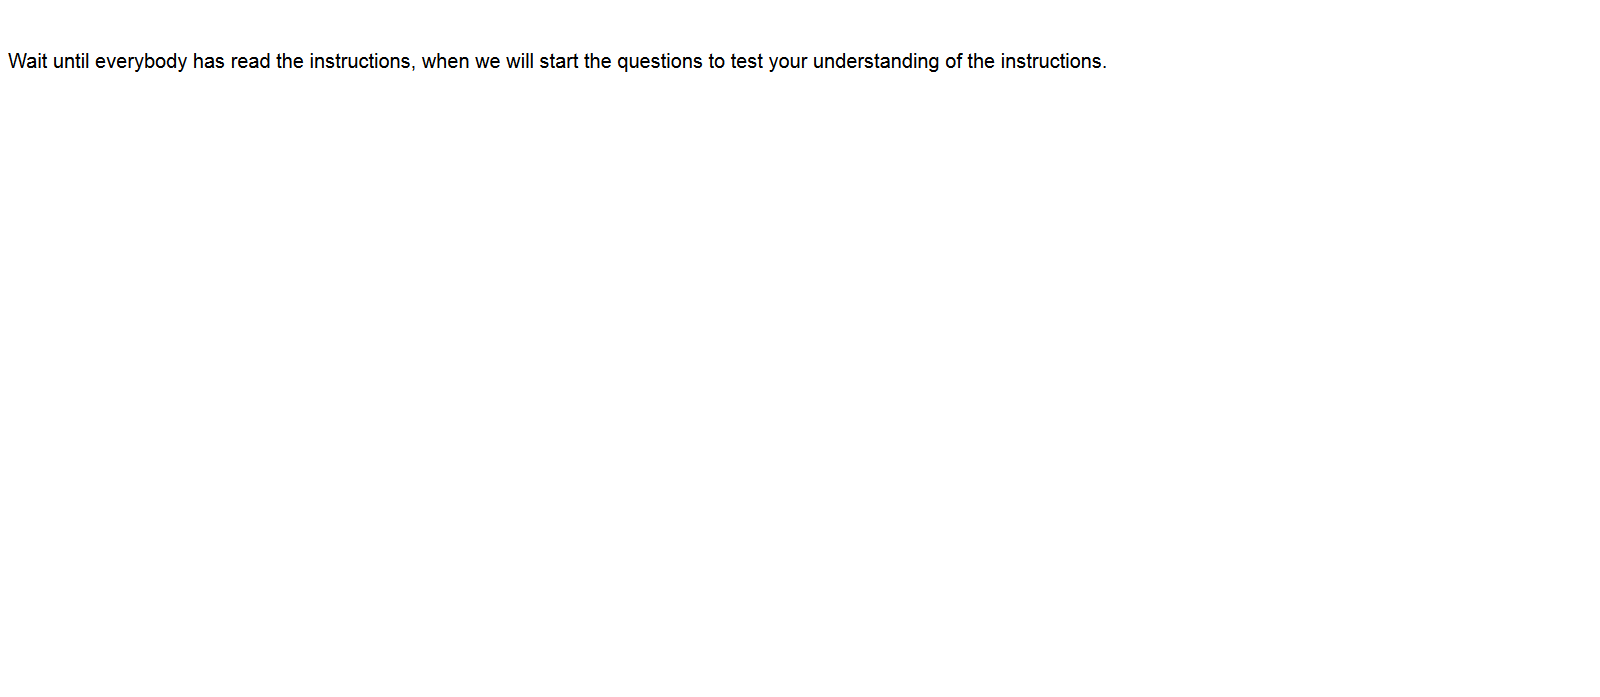 Wait until everybody has read the instructions, when we will start the questions to test your understanding of the instructions.